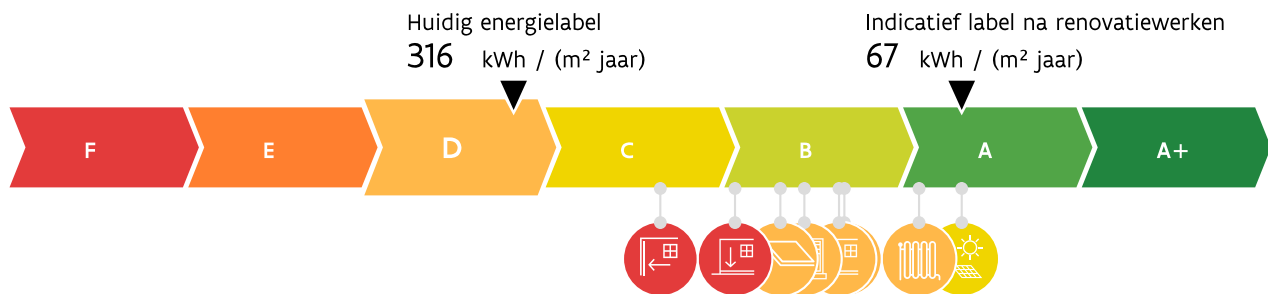 Huidig energielabel
316 kWh / (m² jaar)
Indicatief label na renovatiewerken
67 kWh / (m² jaar)
F E D C B A A+